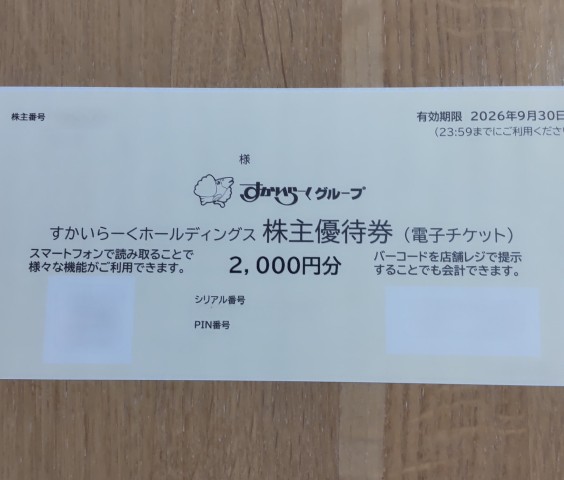 株主番号
有効期限 2026年9月30日
(23:59までにご利用くださ
様
すかいらーくグループ
すかいらーくホールディングス 株主優待券(電子チケット)
スマートフォンで読み取ることで
様々な機能がご利用できます。
2,000円分
バーコードを店舗レジで提示
することでも会計できます。
シリアル番号
PIN番号